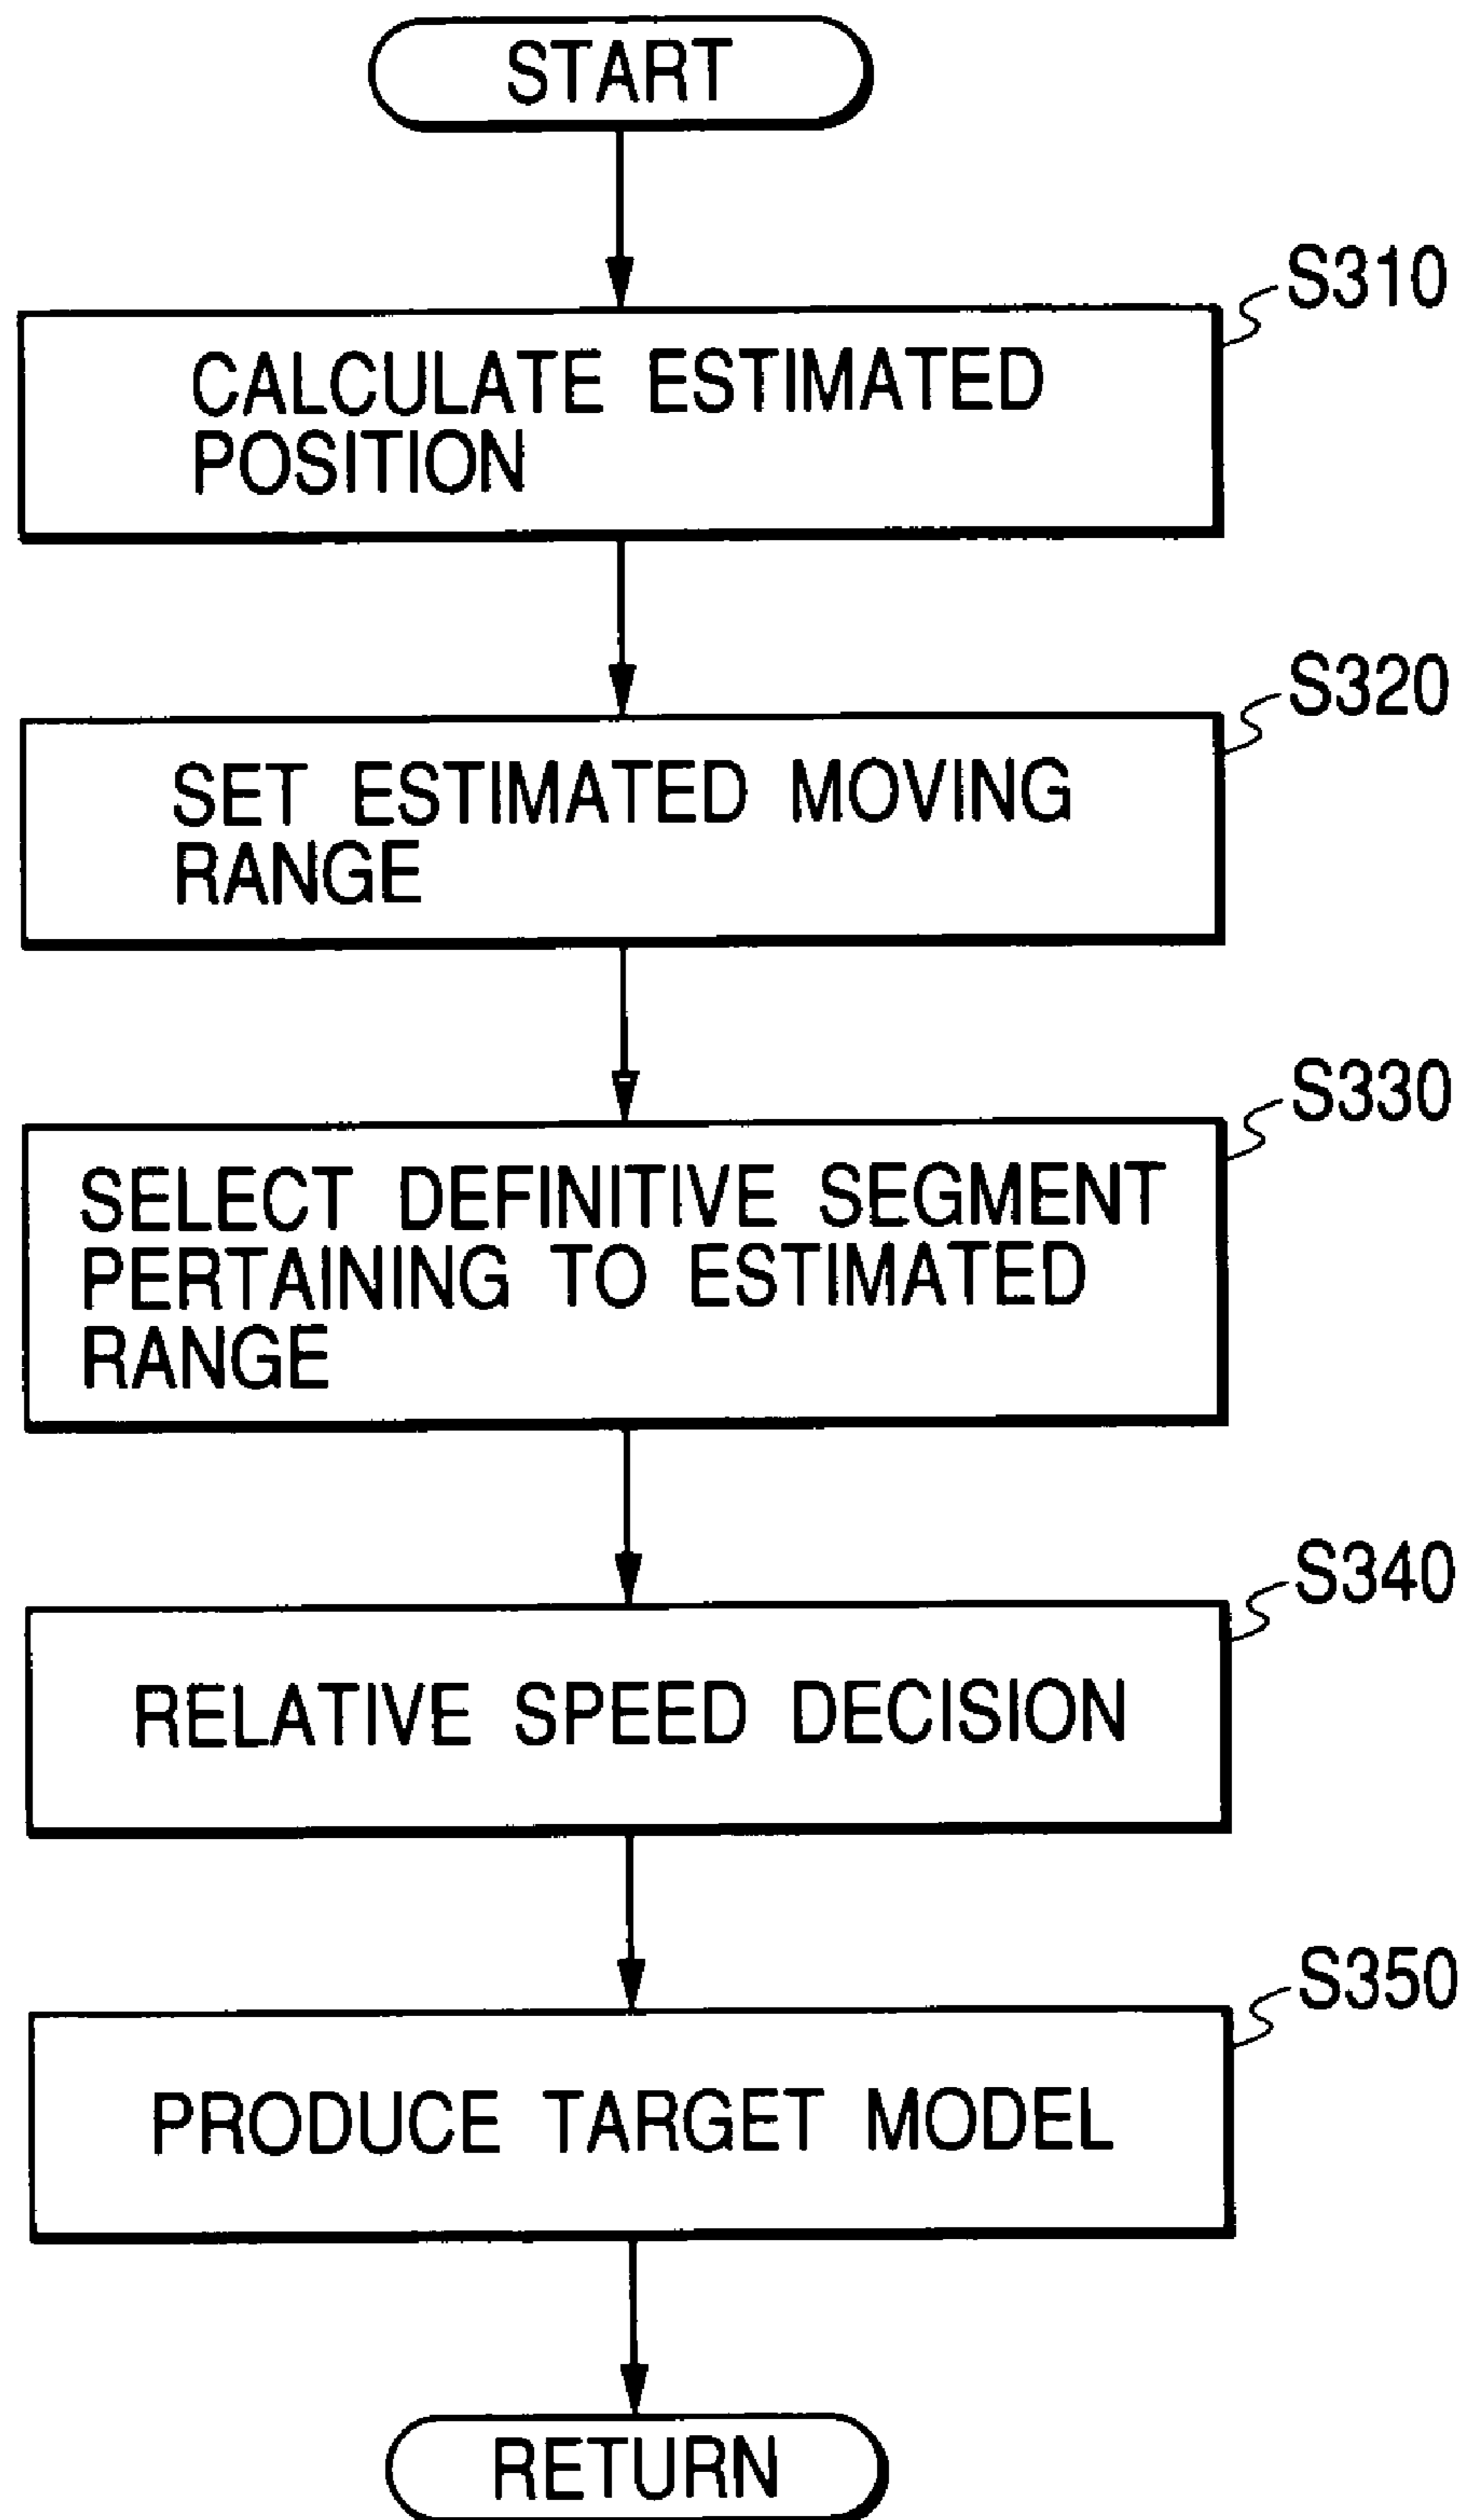 START
S310
CALCULATE ESTIMATED
POSITION
S320
SET ESTIMATED MOVING
RANGE
S330
SELECT DEFINITIVE SEGMENT
PERTAINING TO ESTIMATED
RANGE
S340
RELATIVE SPEED DECISION
S350
PRODUCE TARGET MODEL
RETURN